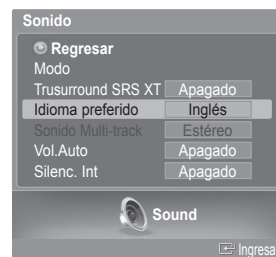 Sonido
Regresar
Modo
Trusurround SRS XT Apagado
Idioma preferido Inglés
Sonido Multi-track Estéreo
Vol.Auto Apagado
Silenc. Int Apagado
Sound
Ingresa